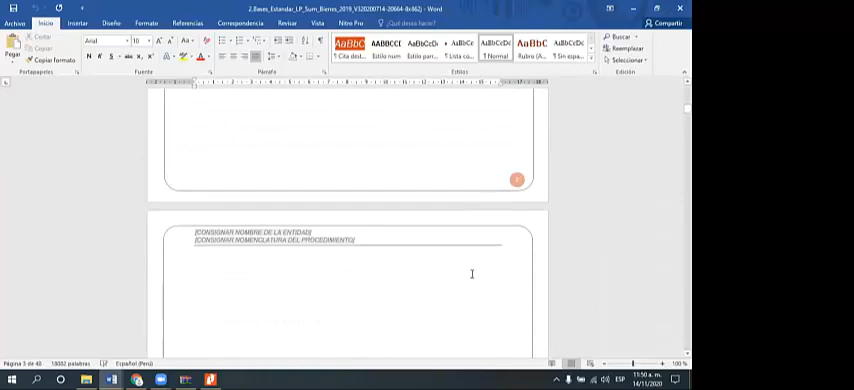 2.Bases_Estandar_LP_Sum_Bienes_2019_V320200714-20664-8x862} - Word
Archivo Inicio Insertar Diseño Formato Referencias Correspondencia Revisar Vista Nitro Pro ¿Qué desea hacer? Compartir
Pegar
Cortar
Copiar
Copiar formato
Portapapeles
Arial 10
Fuente
Párrafo
AaBbC AABBCCI AaBbCcDc AaBbCc AaBbCcDc AaBbC AaBbCcDc
¶ Cita dest... Estilo num Estilo parr... ¶ Lista co... ¶ Normal Rubro (A... ¶ Sin espa...
Estilos
Buscar
Reemplazar
Seleccionar
Edición
[CONSIGNAR NOMBRE DE LA ENTIDAD]
[CONSIGNAR NOMENCLATURA DEL PROCEDIMIENTO]
Página 3 de 48 18082 palabras Español (Perú) 100 %
ESP
11:50 a. m.
14/11/2020